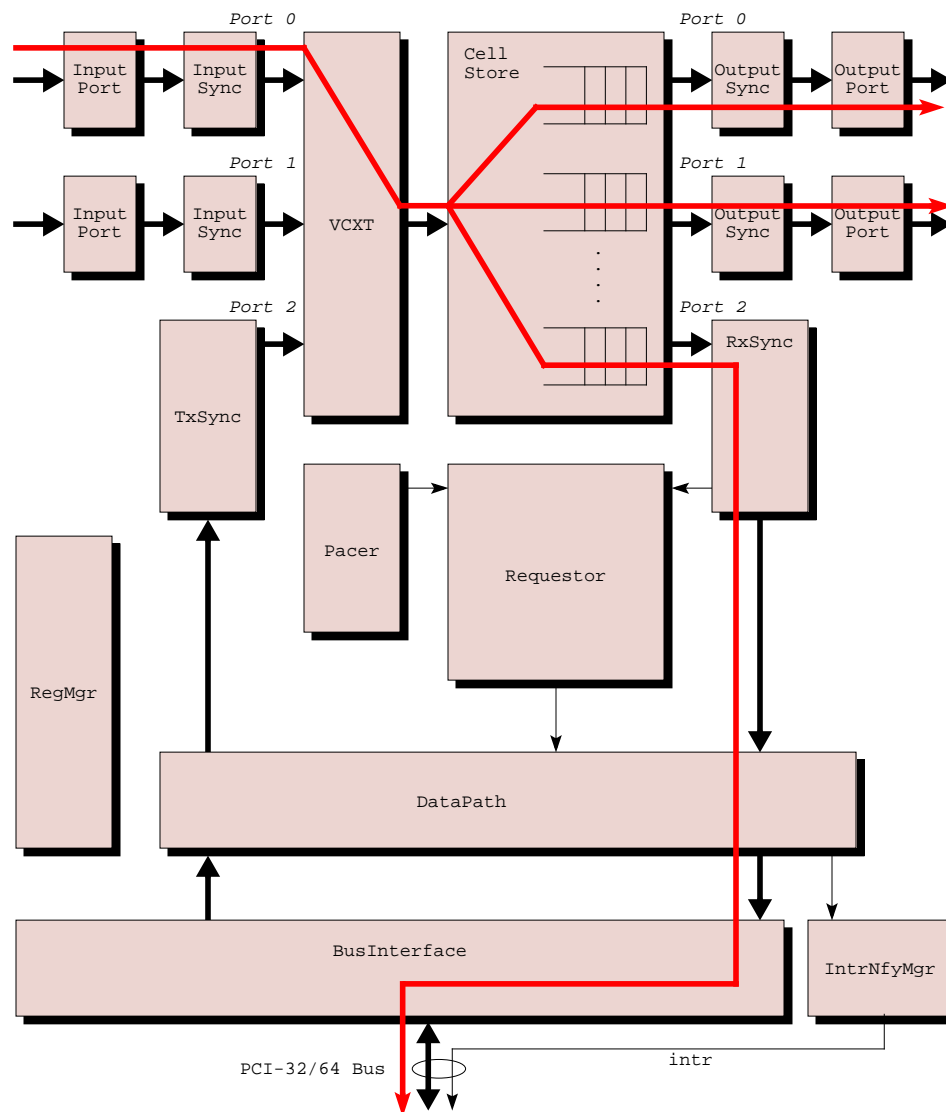 Port 0
Port 0
Input
Port
Input
Sync
Cell
Store
Output
Sync
Output
Port
Port 1
Port 1
Input
Port
Input
Sync
VCXT
Output
Sync
Output
Port
Port 2
Port 2
TxSync
RxSync
Pacer
Requestor
RegMgr
DataPath
BusInterface
IntrNfyMgr
PCI-32/64 Bus
intr